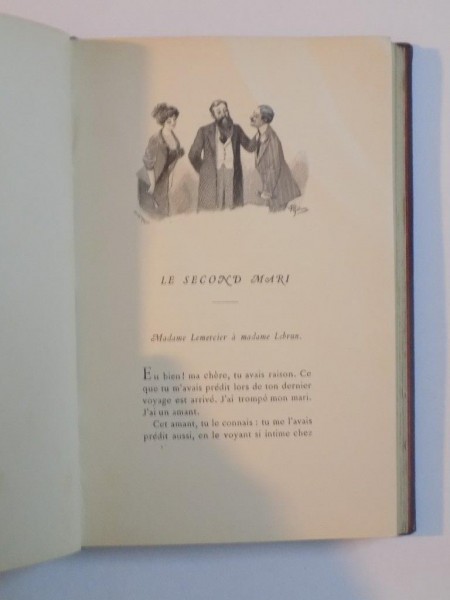 LE SECOND MARI
Madame Lemercier à madame Lebrun.
Eh bien! ma chère, tu avais raison. Ce
que tu m'avais prédit lors de ton dernier
voyage est arrivé. J'ai trompé mon mari.
J'ai un amant.
Cet amant, tu le connais : tu me l'avais
prédit aussi, en le voyant si intime chez